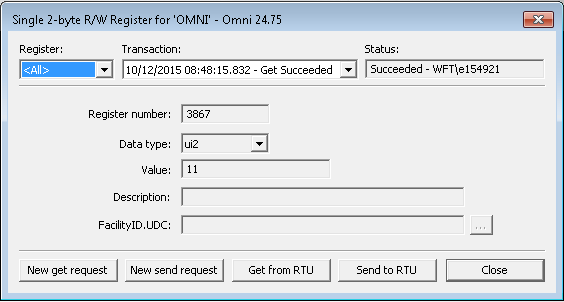 Single 2-byte R/W Register for 'OMNI' - Omni 24.75
Register: Transaction: Status:
<All> 10/12/2015 08:48:15.832 - Get Succeeded Succeeded - WFT\e154921
Register number: 3867
Data type: ui2
Value: 11
Description:
FacilityID.UDC: ...
New get request New send request Get from RTU Send to RTU Close